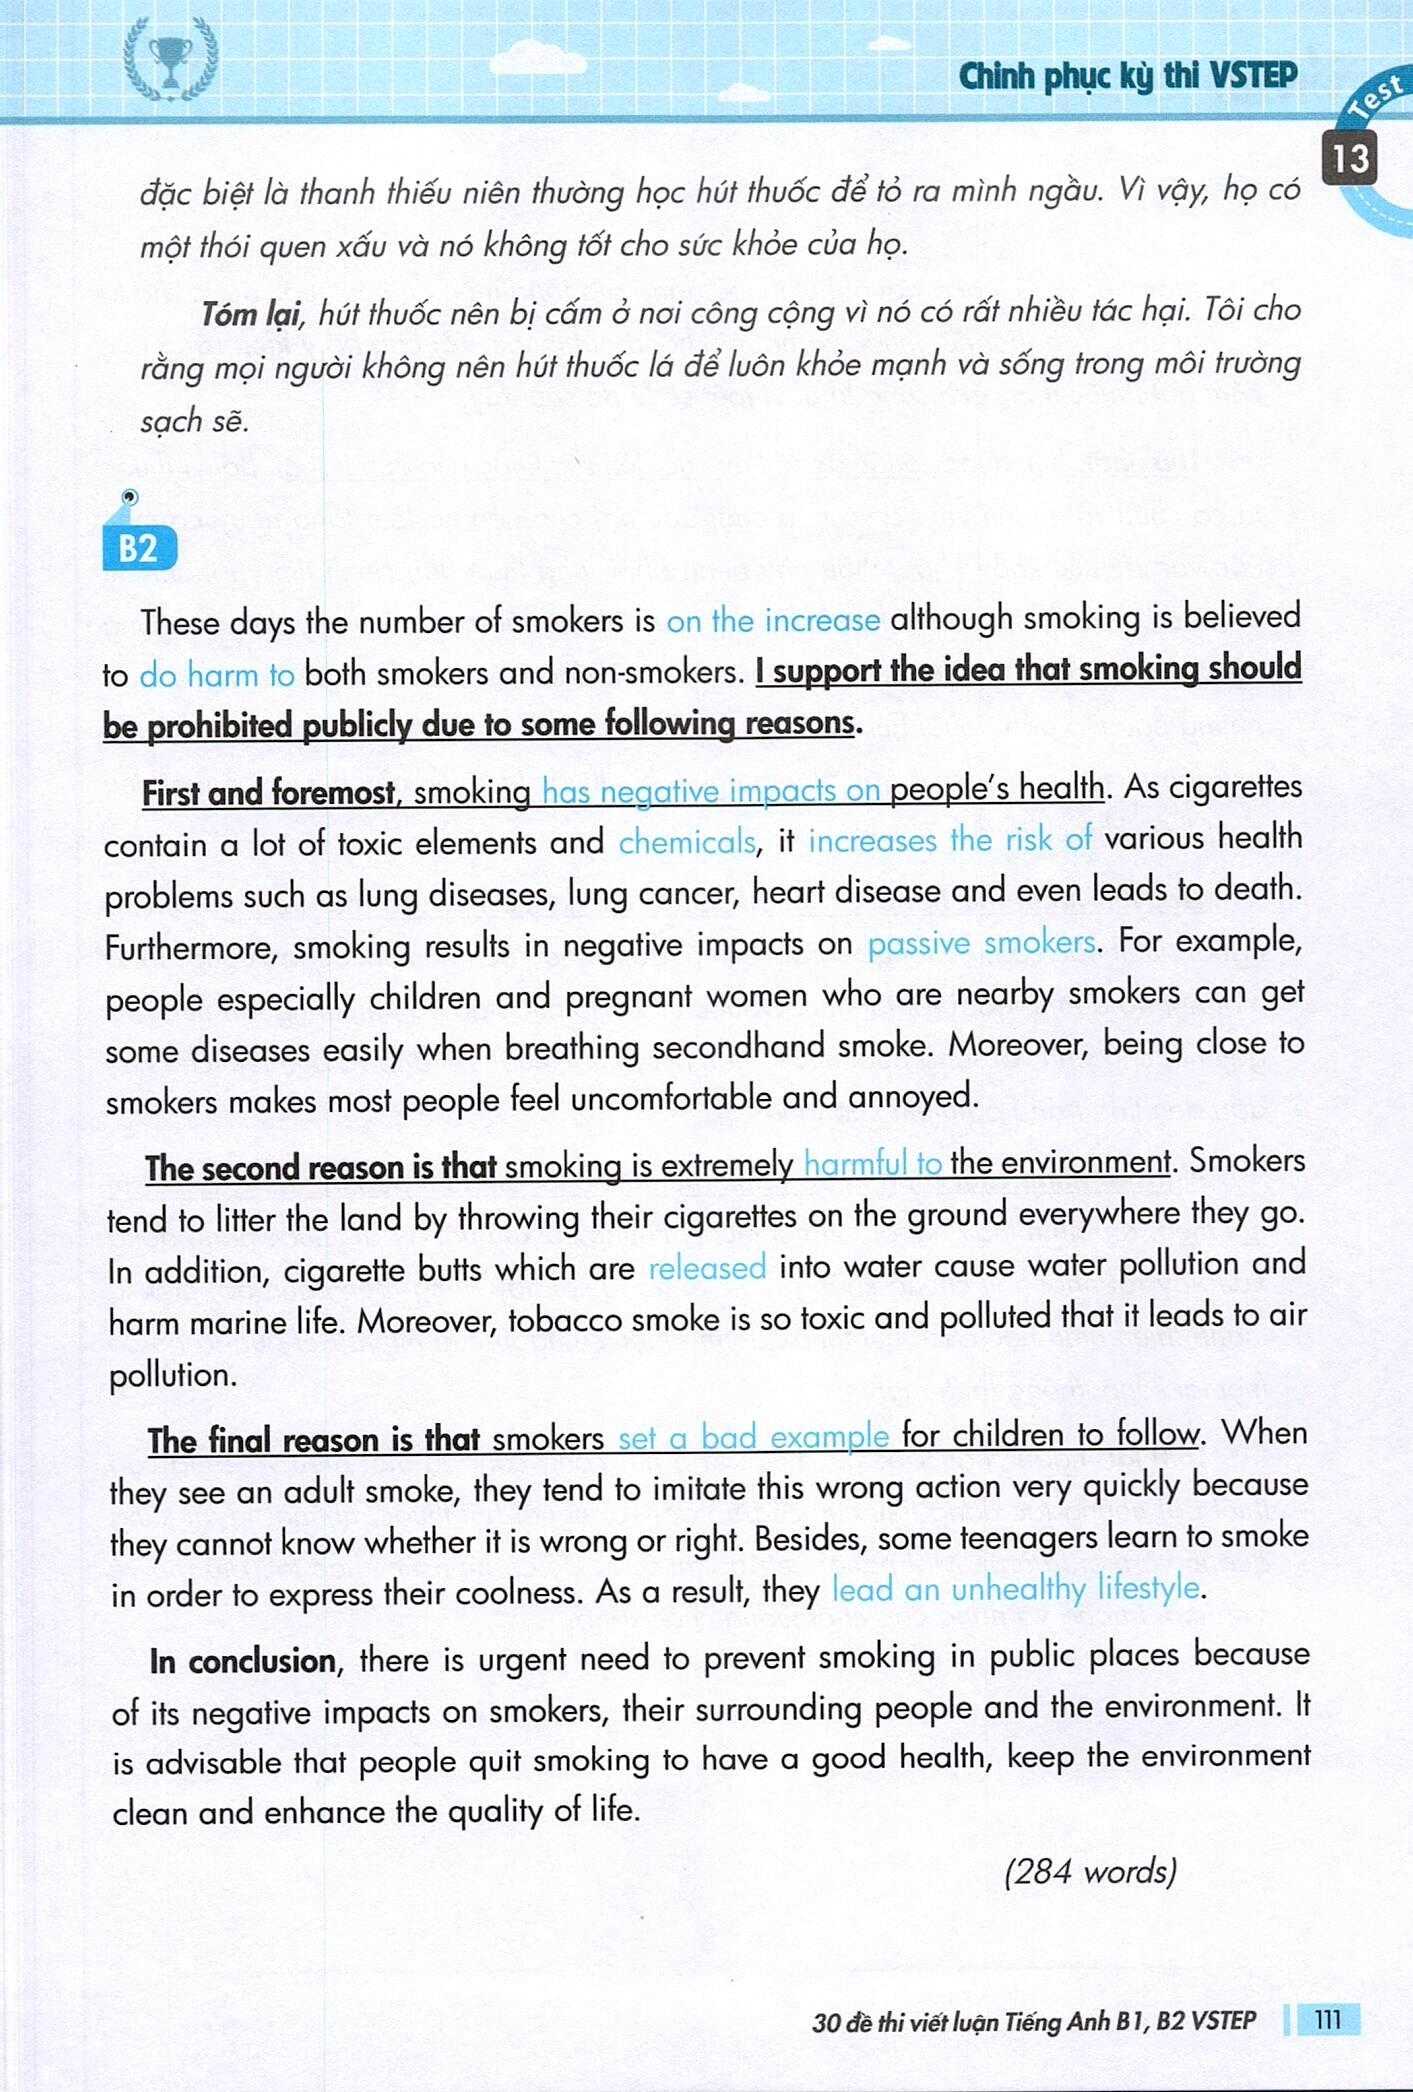 Chinh phục kỳ thi VSTEP
Test
13
đặc biệt là thanh thiếu niên thường học hút thuốc để tỏ ra mình ngầu. Vì vậy, họ có
một thói quen xấu và nó không tốt cho sức khỏe của họ.
Tóm lại, hút thuốc nên bị cấm ở nơi công cộng vì nó có rất nhiều tác hại. Tôi cho
rằng mọi người không nên hút thuốc lá để luôn khỏe mạnh và sống trong môi trường
sạch sẽ.
B2
These days the number of smokers is on the increase although smoking is believed
to do harm to both smokers and non-smokers. I support the idea that smoking should
be prohibited publicly due to some following reasons.
First and foremost, smoking has negative impacts on people's health. As cigarettes
contain a lot of toxic elements and chemicals, it increases the risk of various health
problems such as lung diseases, lung cancer, heart disease and even leads to death.
Furthermore, smoking results in negative impacts on passive smokers. For example,
people especially children and pregnant women who are nearby smokers can get
some diseases easily when breathing secondhand smoke. Moreover, being close to
smokers makes most people feel uncomfortable and annoyed.
The second reason is that smoking is extremely harmful to the environment. Smokers
tend to litter the land by throwing their cigarettes on the ground everywhere they go.
In addition, cigarette butts which are released into water cause water pollution and
harm marine life. Moreover, tobacco smoke is so toxic and polluted that it leads to air
pollution.
The final reason is that smokers set a bad example for children to follow. When
they see an adult smoke, they tend to imitate this wrong action very quickly because
they cannot know whether it is wrong or right. Besides, some teenagers learn to smoke
in order to express their coolness. As a result, they lead an unhealthy lifestyle.
In conclusion, there is urgent need to prevent smoking in public places because
of its negative impacts on smokers, their surrounding people and the environment. It
is advisable that people quit smoking to have a good health, keep the environment
clean and enhance the quality of life.
(284 words)
30 đề thi viết luận Tiếng Anh B1, B2 VSTEP
111